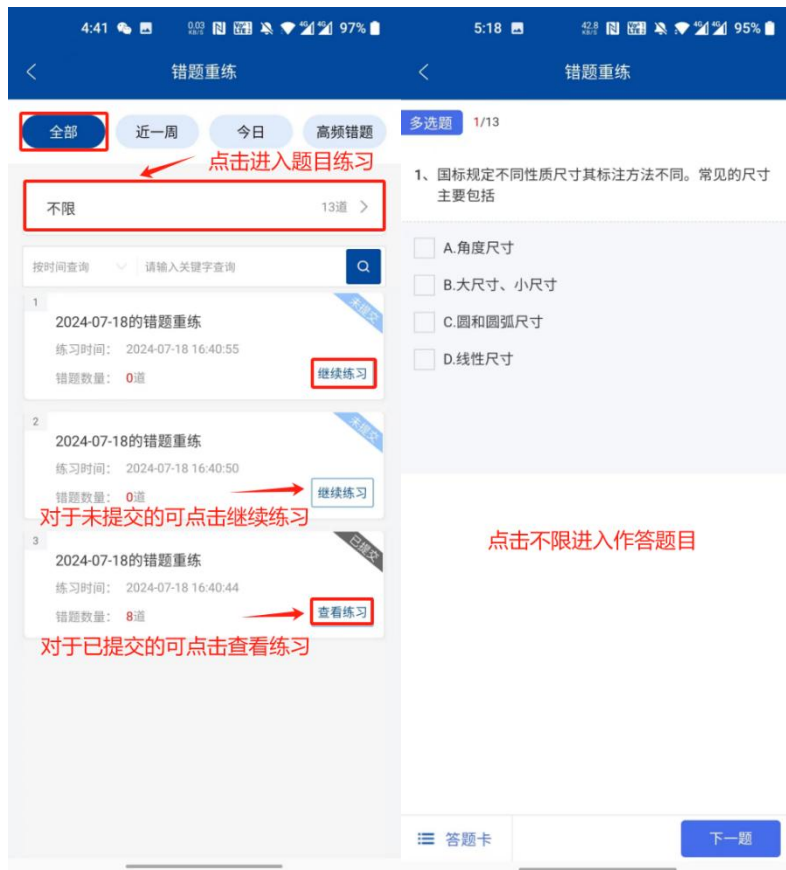 4:41 0.03 KB/S 4G 4G 97%
错题重练
全部 近一周 今日 高频错题
点击进入题目练习
不限 13道
按时间查询 请输入关键字查询
1 未提交
2024-07-18的错题重练
练习时间: 2024-07-18 16:40:55
错题数量: 0道 继续练习
2 未提交
2024-07-18的错题重练
练习时间: 2024-07-18 16:40:50
错题数量: 0道 继续练习
对于未提交的可点击继续练习
3 已提交
2024-07-18的错题重练
练习时间: 2024-07-18 16:40:44
错题数量: 8道 查看练习
对于已提交的可点击查看练习
5:18 42.8 KB/S 4G 4G 95%
错题重练
多选题 1/13
1、国标规定不同性质尺寸其标注方法不同。常见的尺寸
主要包括
A.角度尺寸
B.大尺寸、小尺寸
C.圆和圆弧尺寸
D.线性尺寸
点击不限进入作答题目
答题卡 下一题